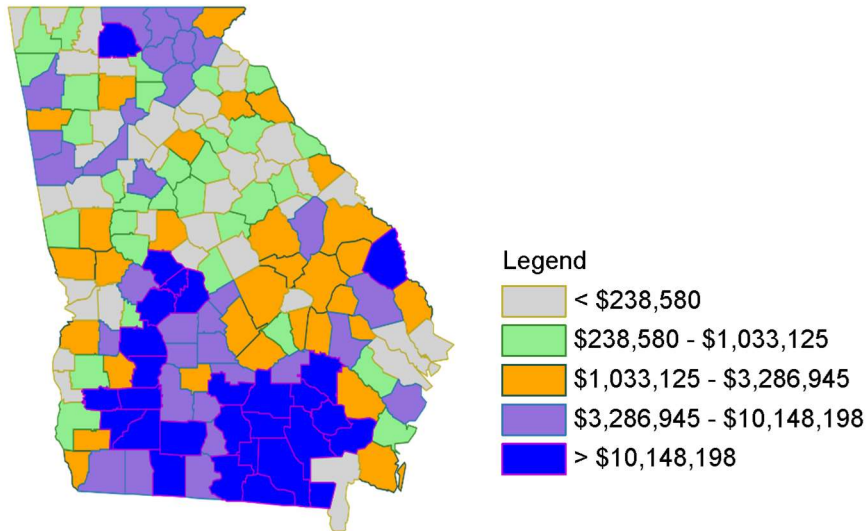 Legend
< $238,580
$238,580 - $1,033,125
$1,033,125 - $3,286,945
$3,286,945 - $10,148,198
> $10,148,198